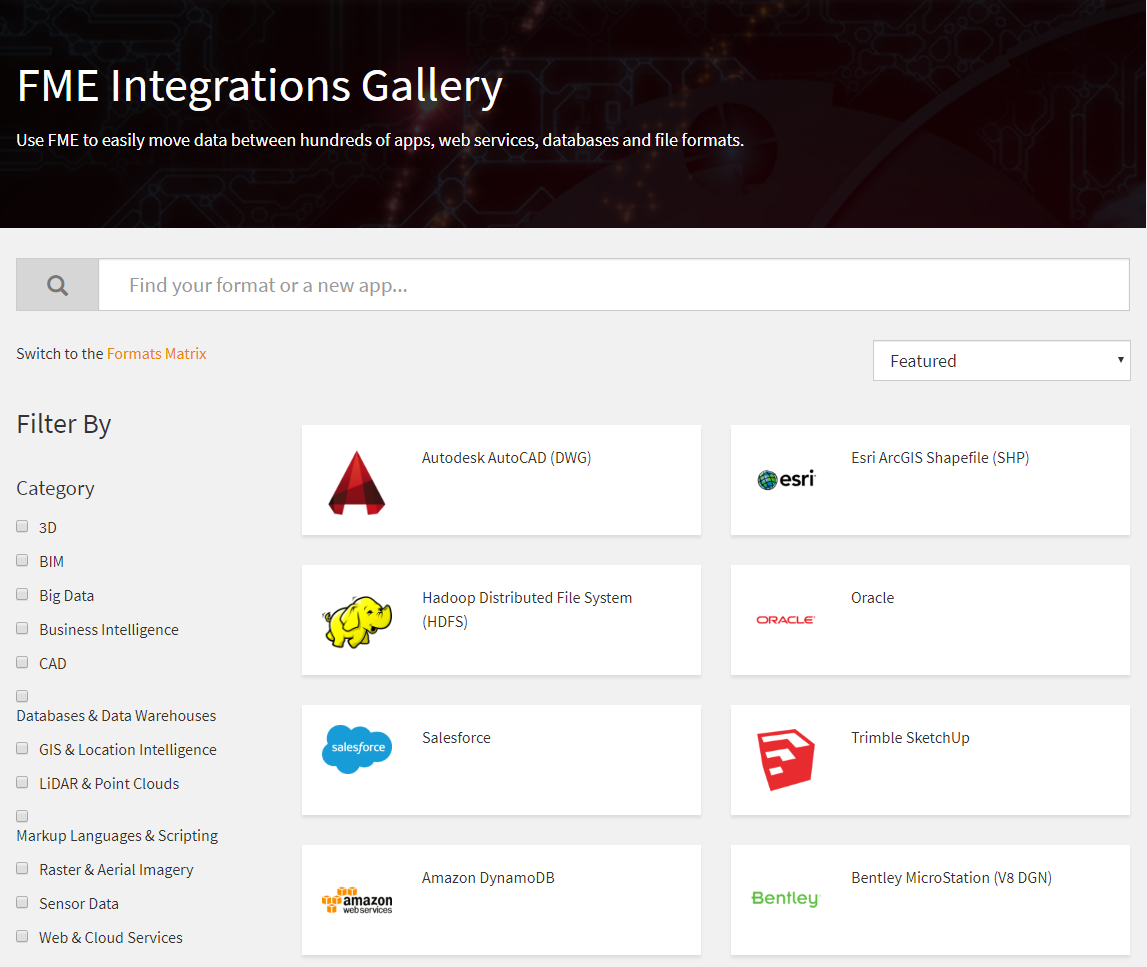 FME Integrations Gallery
Use FME to easily move data between hundreds of apps, web services, databases and file formats.
Find your format or a new app...
Switch to the Formats Matrix
Featured
Filter By
Category
3D
BIM
Big Data
Business Intelligence
CAD
Databases & Data Warehouses
GIS & Location Intelligence
LiDAR & Point Clouds
Markup Languages & Scripting
Raster & Aerial Imagery
Sensor Data
Web & Cloud Services
Autodesk AutoCAD (DWG)
esri
Esri ArcGIS Shapefile (SHP)
Hadoop Distributed File System
(HDFS)
ORACLE
Oracle
salesforce
Salesforce
Trimble SketchUp
amazon
web services
Amazon DynamoDB
Bentley
Bentley MicroStation (V8 DGN)